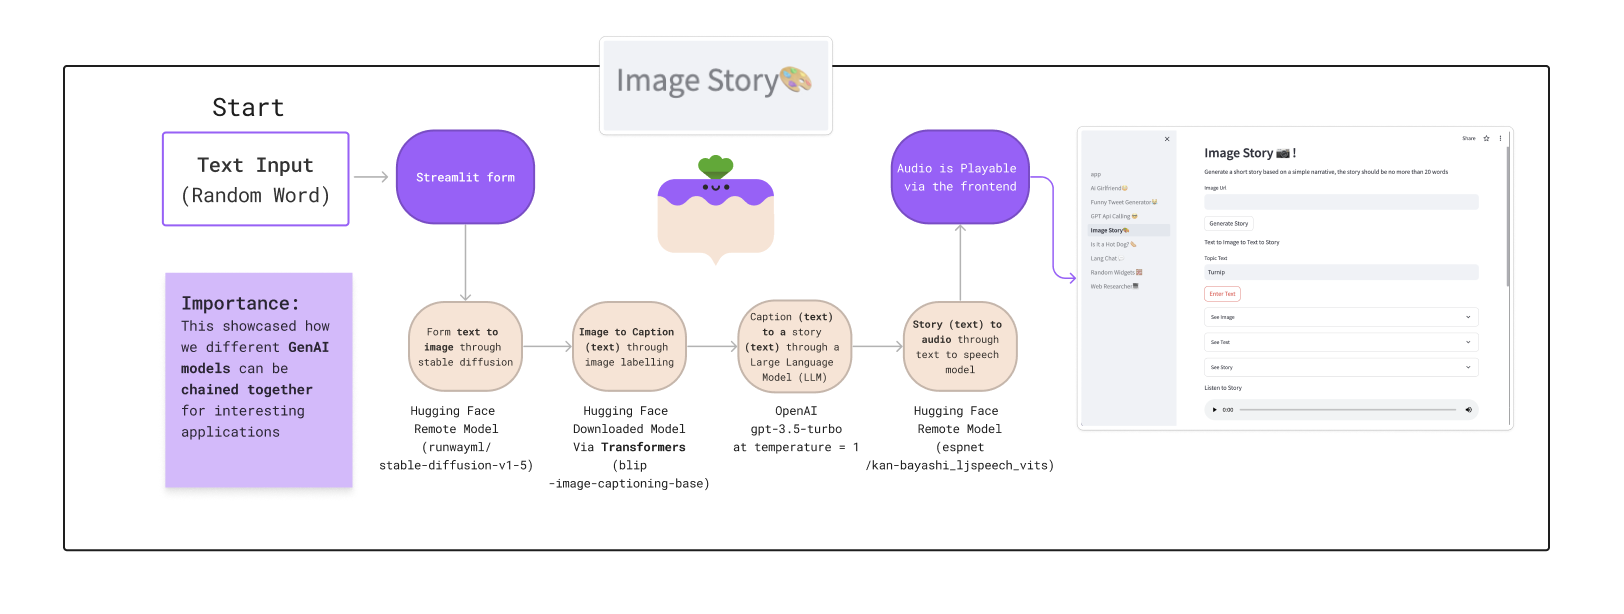 Image Story🎨
Start
Text Input
(Random Word)
Streamlit form
Importance:
This showcased how
we different GenAI
models can be
chained together
for interesting
applications
Form text to
image through
stable diffusion
Hugging Face
Remote Model
(runwayml/
stable-diffusion-v1-5)
Image to Caption
(text) through
image labelling
Hugging Face
Downloaded Model
Via Transformers
(blip
-image-captioning-base)
Caption (text)
to a story
(text) through a
Large Language
Model (LLM)
OpenAI
gpt-3.5-turbo
at temperature = 1
Story (text) to
audio through
text to speech
model
Hugging Face
Remote Model
(espnet
/kan-bayashi_ljspeech_vits)
Audio is Playable
via the frontend
app
Ai Girlfriend😏
Funny Tweet Generator😹
GPT Api Calling 😁
Image Story🎨
Is it a Hot Dog? 🌭
Lang Chat
Random Widgets 🧱
Web Researcher
Share
Image Story 📷 !
Generate a short story based on a simple narrative, the story should be no more than 20 words
Image Url
Generate Story
Text to Image to Text to Story
Topic Text
Turnip
Enter Text
See Image
See Text
See Story
Listen to Story
0:00